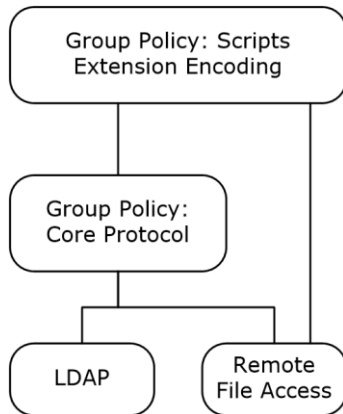 Group Policy: Scripts
Extension Encoding
Group Policy:
Core Protocol
LDAP
Remote
File Access